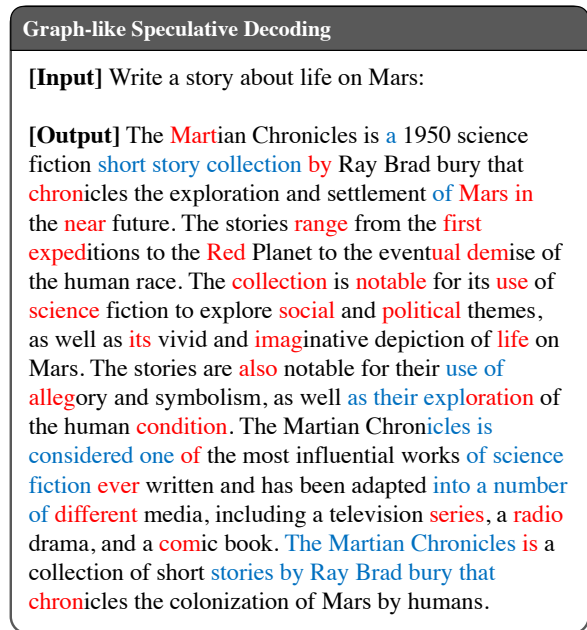 Graph-like Speculative Decoding
[Input] Write a story about life on Mars:
[Output] The Martian Chronicles is a 1950 science
fiction short story collection by Ray Brad bury that
chronicles the exploration and settlement of Mars in
the near future. The stories range from the first
expeditions to the Red Planet to the eventual demise of
the human race. The collection is notable for its use of
science fiction to explore social and political themes,
as well as its vivid and imaginative depiction of life on
Mars. The stories are also notable for their use of
allegory and symbolism, as well as their exploration of
the human condition. The Martian Chronicles is
considered one of the most influential works of science
fiction ever written and has been adapted into a number
of different media, including a television series, a radio
drama, and a comic book. The Martian Chronicles is a
collection of short stories by Ray Brad bury that
chronicles the colonization of Mars by humans.